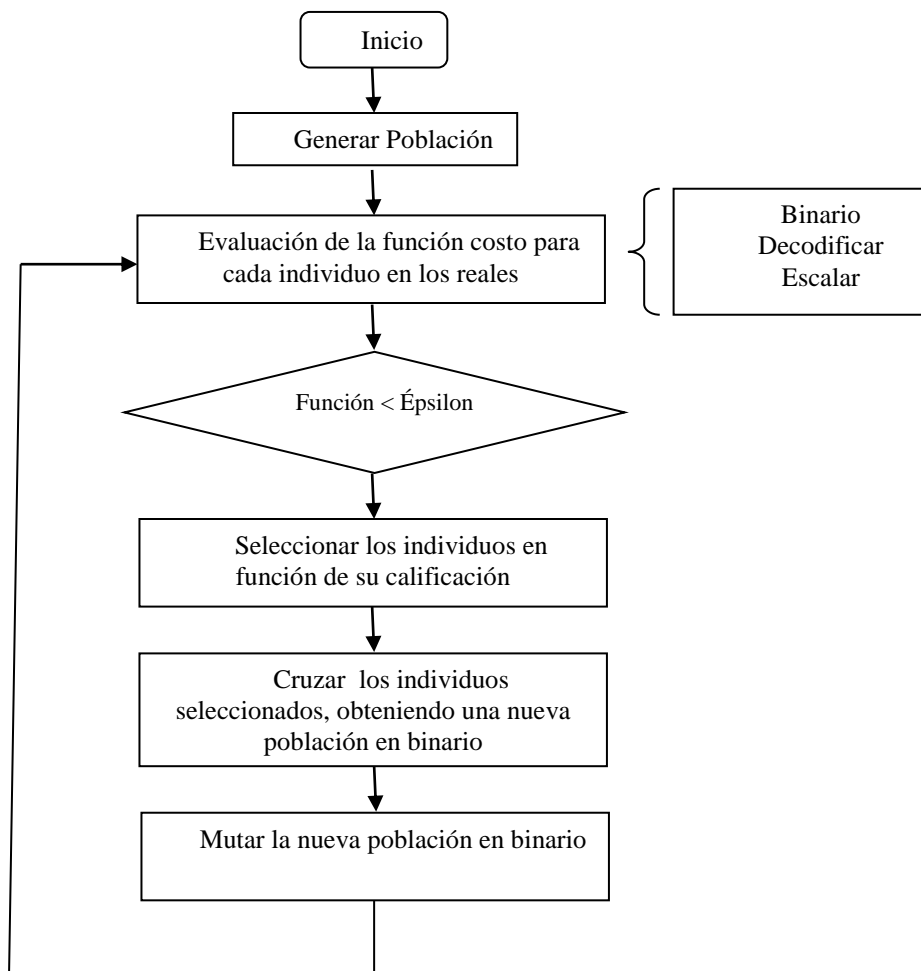 Inicio
Generar Población
Evaluación de la función costo para
cada individuo en los reales
Binario
Decodificar
Escalar
Función < Épsilon
Seleccionar los individuos en
función de su calificación
Cruzar los individuos
seleccionados, obteniendo una nueva
población en binario
Mutar la nueva población en binario